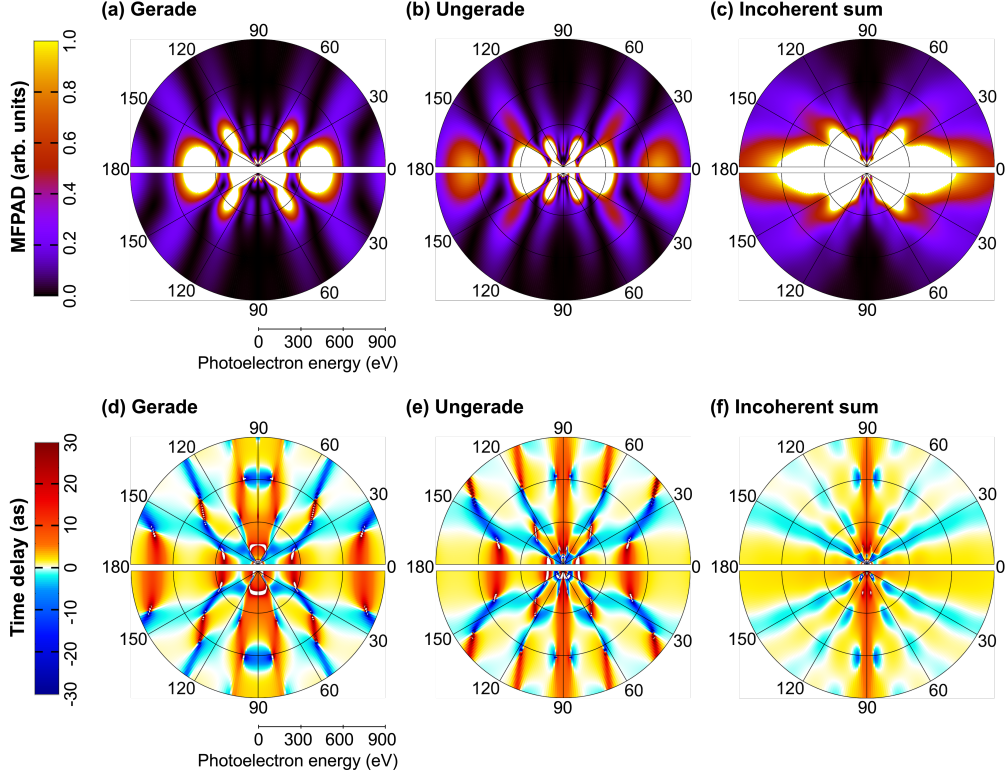 (a) Gerade
(b) Ungerade
(c) Incoherent sum
MFPAD (arb. units)
0.0 0.2 0.4 0.6 0.8 1.0
90 60 30 0 30 60 90 120 150 180 150 120
90 60 30 0 30 60 90 120 150 180 150 120
90 60 30 0 30 60 90 120 150 180 150 120
0 300 600 900
Photoelectron energy (eV)
(d) Gerade
(e) Ungerade
(f) Incoherent sum
Time delay (as)
-30 -20 -10 0 10 20 30
90 60 30 0 30 60 90 120 150 180 150 120
90 60 30 0 30 60 90 120 150 180 150 120
90 60 30 0 30 60 90 120 150 180 150 120
0 300 600 900
Photoelectron energy (eV)